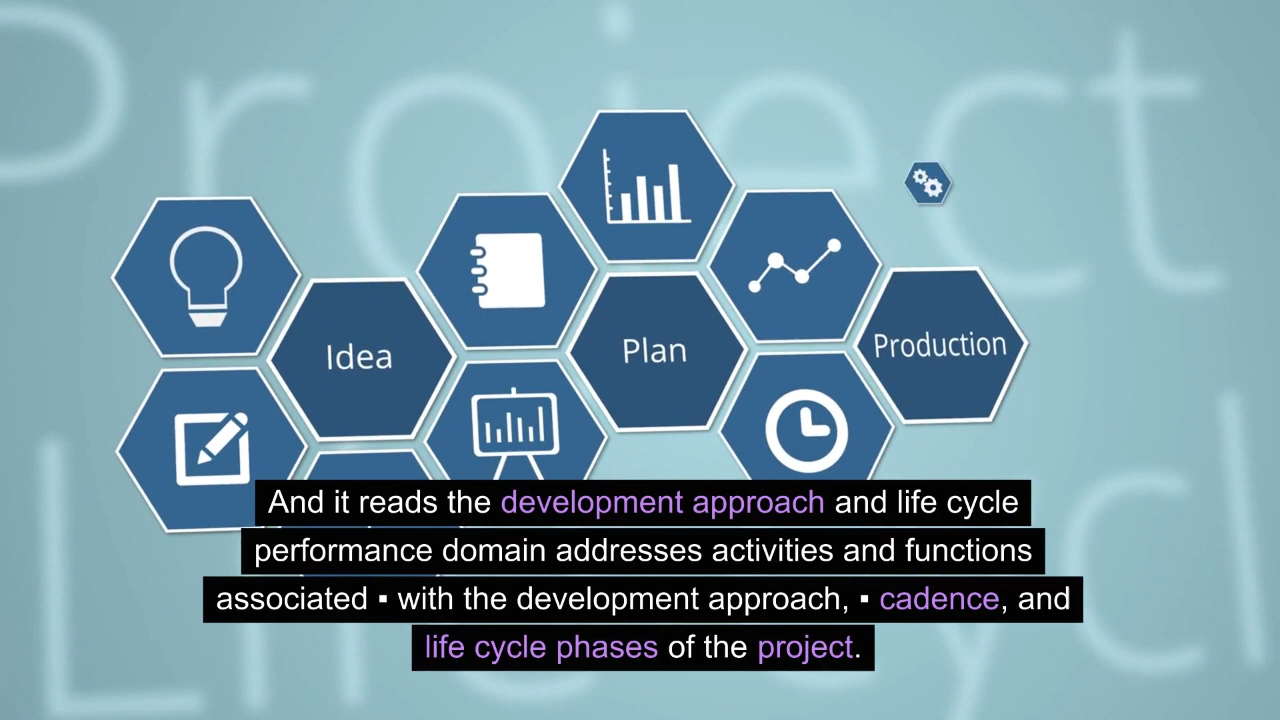 Project
Idea
Plan
Production
And it reads the development approach and life cycle
performance domain addresses activities and functions
associated ▪ with the development approach, ▪ cadence, and
life cycle phases of the project.